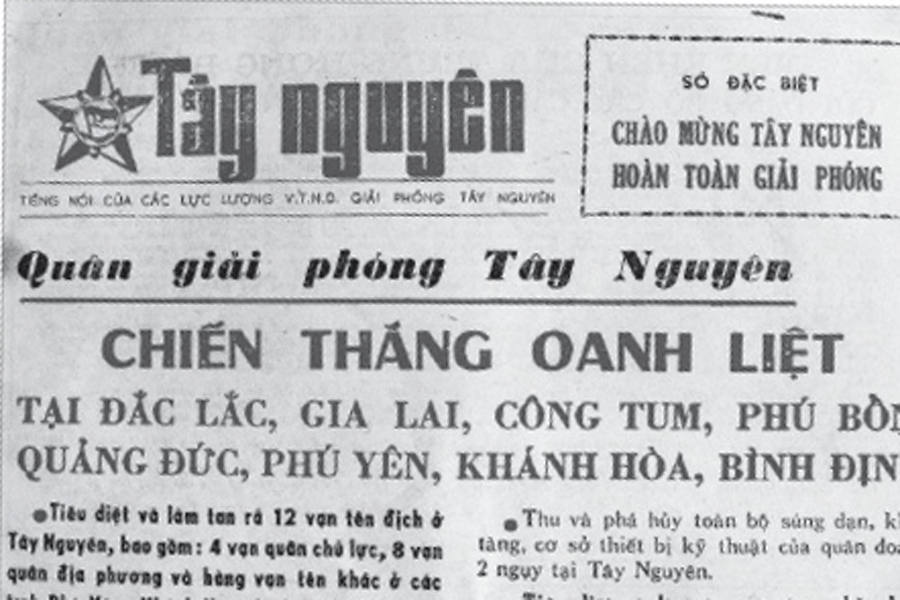 Tây nguyên
TIẾNG NÓI CỦA CÁC LỰC LƯỢNG V.T.N.D. GIẢI PHÓNG TÂY NGUYÊN
SỐ ĐẶC BIỆT
CHÀO MỪNG TÂY NGUYÊN
HOÀN TOÀN GIẢI PHÓNG
Quân giải phóng Tây Nguyên
CHIẾN THẮNG OANH LIỆT
TẠI ĐẮC LẮC, GIA LAI, CÔNG TUM, PHÚ BỒN
QUẢNG ĐỨC, PHÚ YÊN, KHÁNH HÒA, BÌNH ĐỊN
●Tiêu diệt và làm tan rã 12 vạn tên địch ở
Tây Nguyên, bao gồm: 4 vạn quân chủ lực, 8 vạn
quân địa phương và hàng vạn tên khác ở các
●Thu và phá hủy toàn bộ súng đạn,
tàng, cơ sở thiết bị kỹ thuật của quân đoà
2 ngụy tại Tây Nguyên.